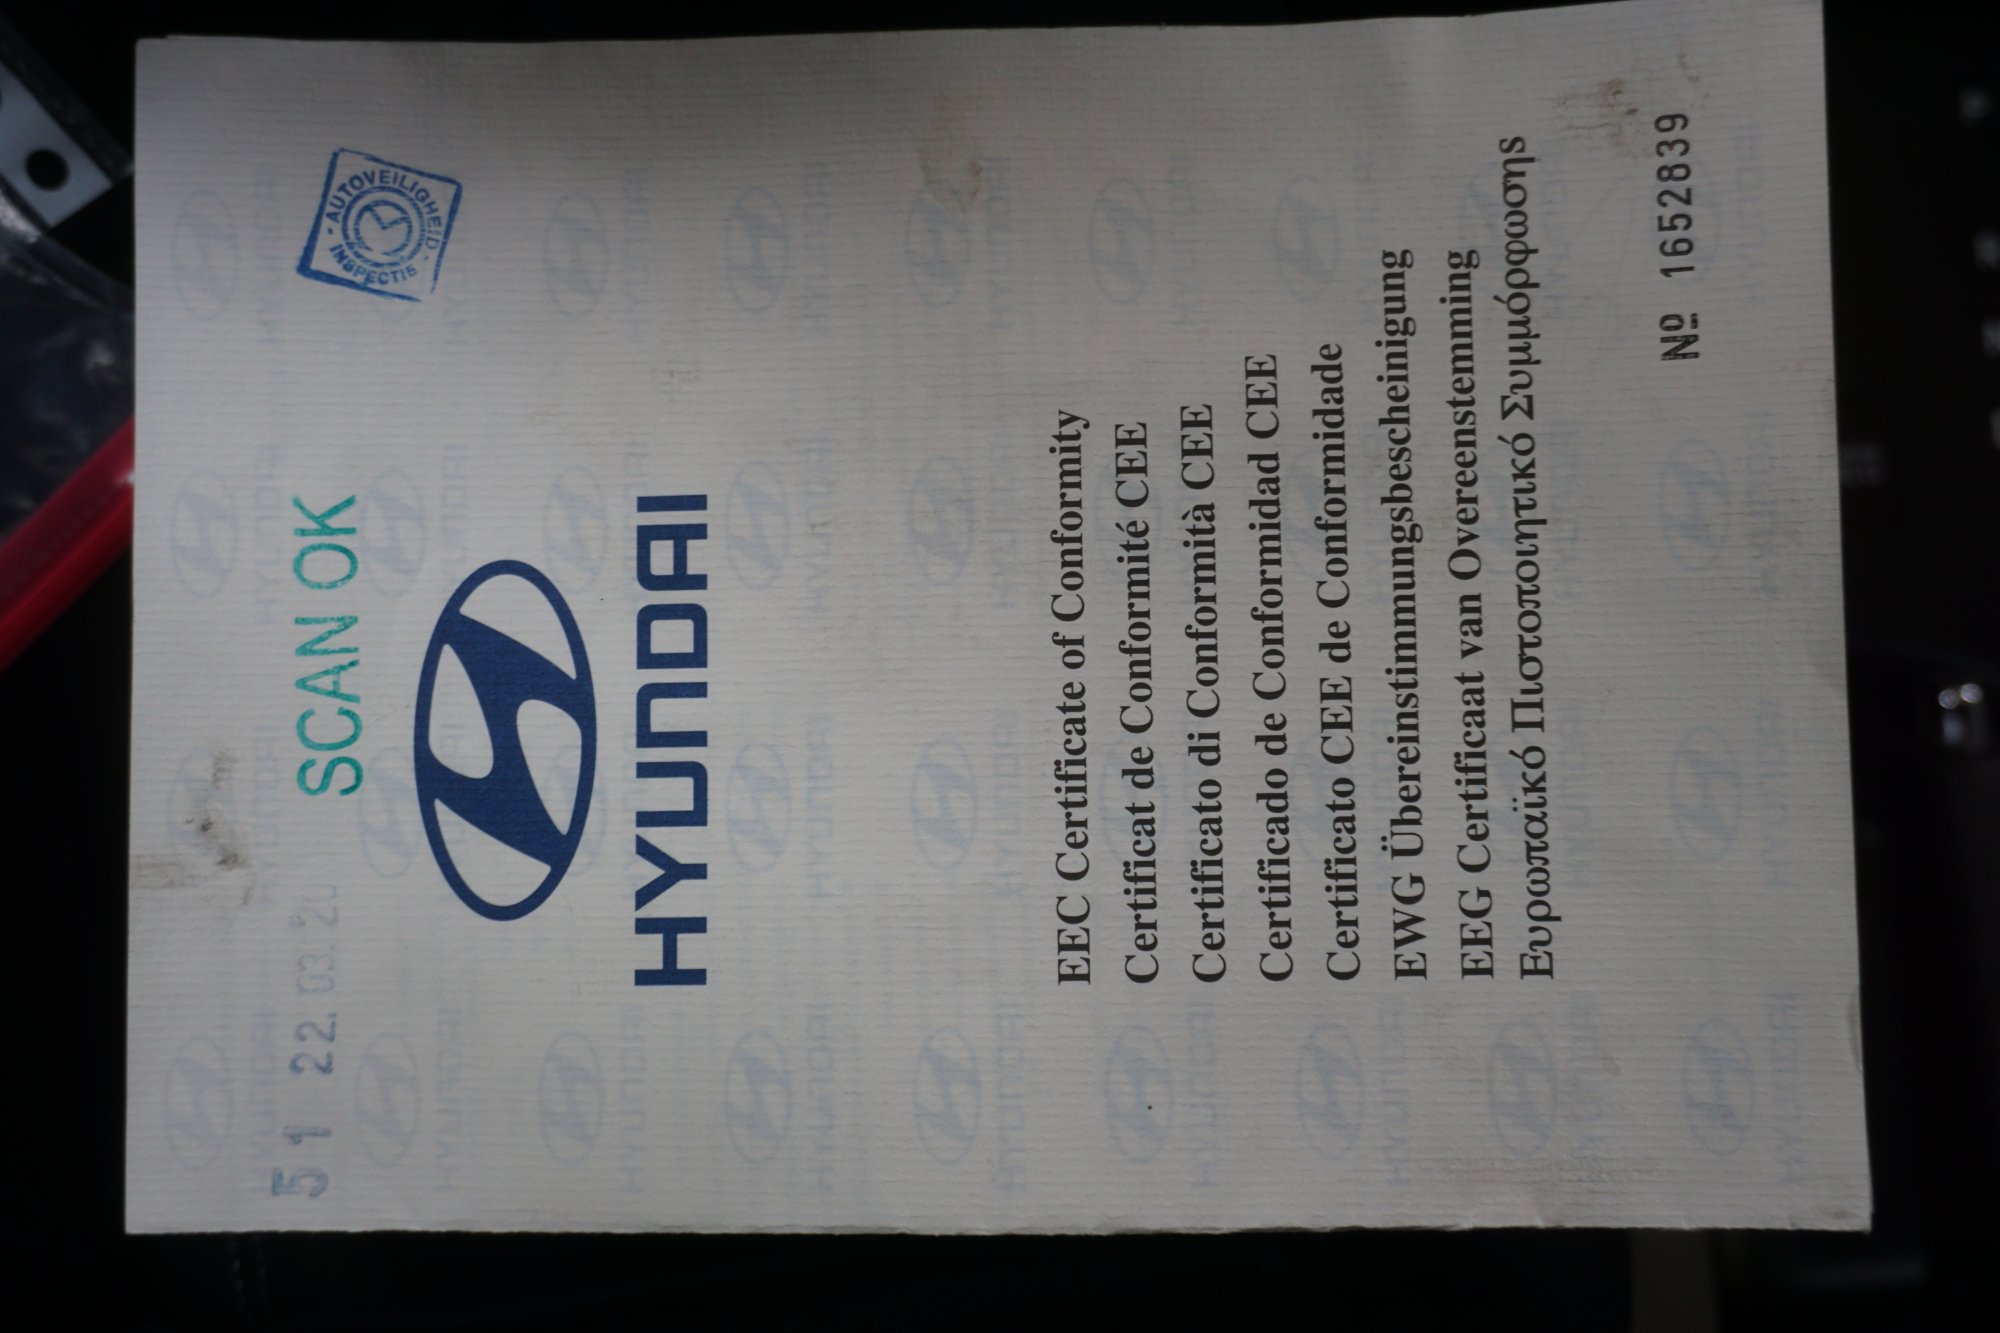 51 22.03.20
SCAN OK
AUTOVEILIGHEID
INSPECTIE
HYUNDAI
EEC Certificate of Conformity
Certificat de Conformité CEE
Certificato di Conformità CEE
Certificado de Conformidad CEE
Certificato CEE de Conformidade
EWG Übereinstimmungsbescheinigung
EEG Certificaat van Overeenstemming
Ευρωπαϊκό Πιστοποιητικό Συμμόρφωσηs
Nº 1652839